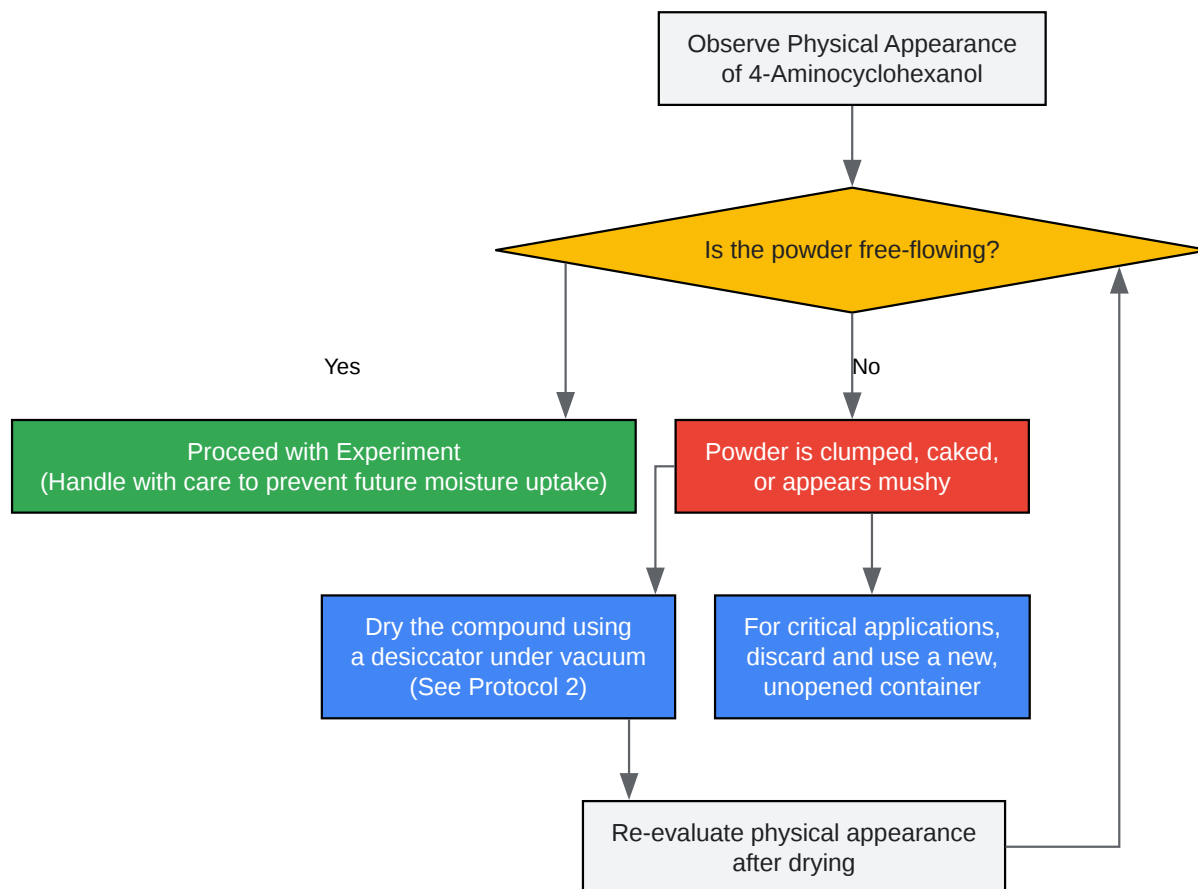 Observe Physical Appearance
of 4-Aminocyclohexanol
Is the powder free-flowing?
Yes
No
Proceed with Experiment
(Handle with care to prevent future moisture uptake)
Powder is clumped, caked,
or appears mushy
Dry the compound using
a desiccator under vacuum
(See Protocol 2)
For critical applications,
discard and use a new,
unopened container
Re-evaluate physical appearance
after drying